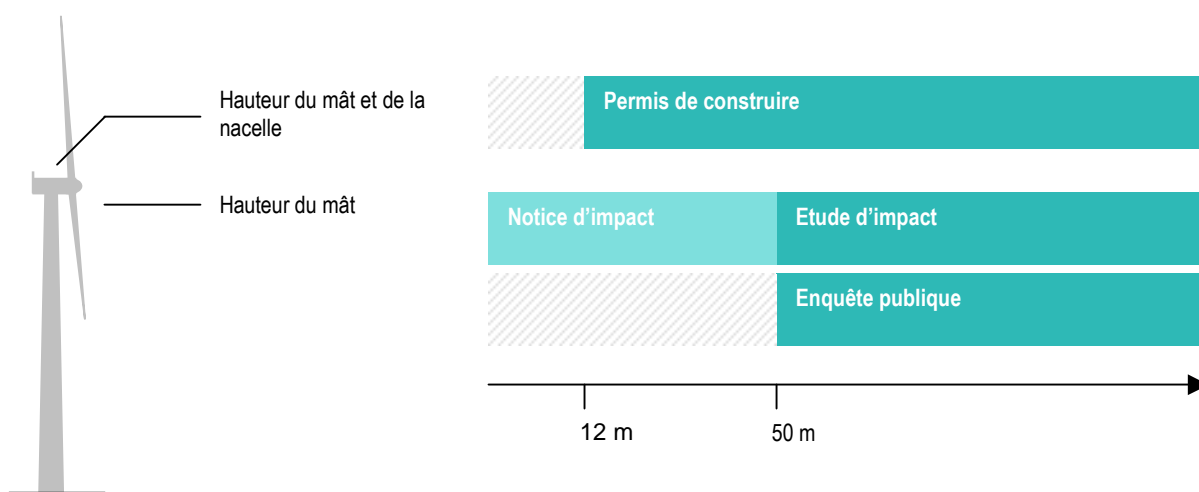 Hauteur du mât et de la
nacelle
Permis de construire
Hauteur du mât
Notice d’impact
Etude d’impact
Enquête publique
12 m
50 m